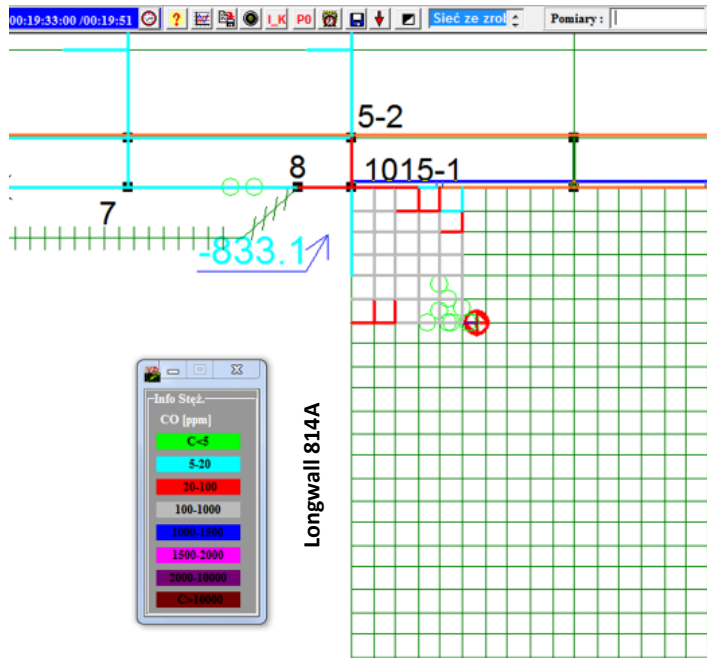 00:19:33:00 /00:19:51 ? I_K P0 Sieć ze zrol Pomiary :
5-2
8 1015-1
7
-833.1
Info Stęż.
CO [ppm]
C<5
5-20
20-100
100-1000
1000-1500
1500-2000
2000-10000
C>10000
Longwall 814A